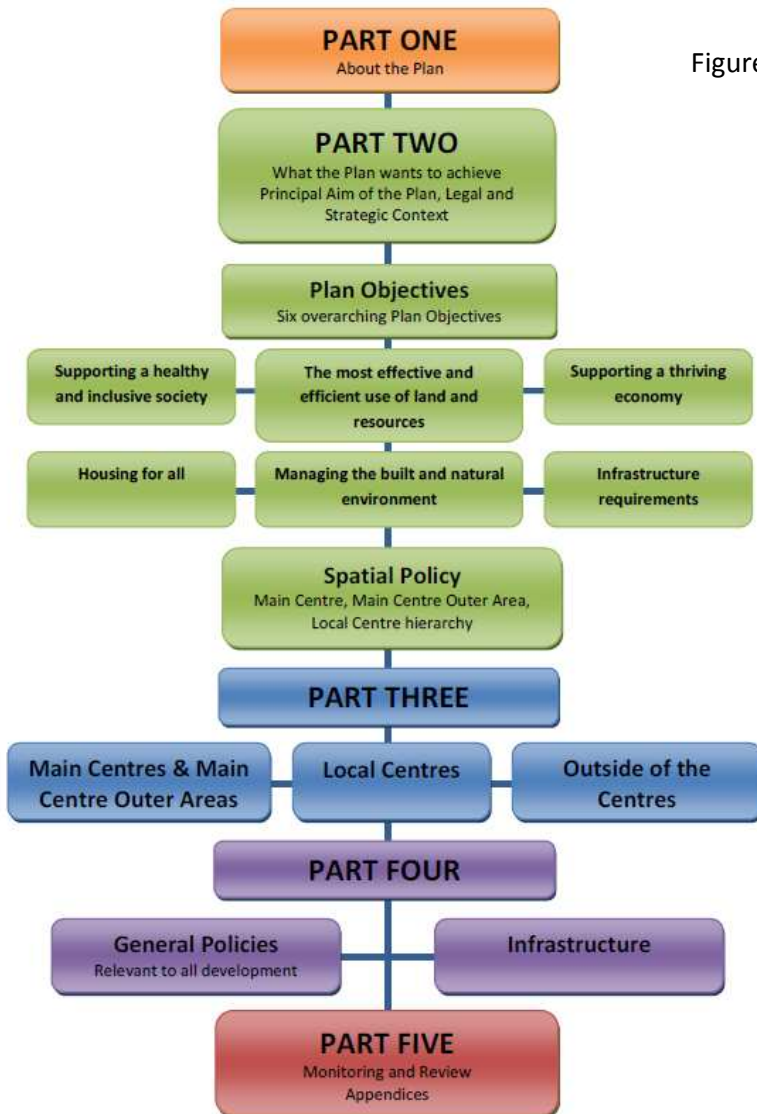 PART ONE
About the Plan
Figure
PART TWO
What the Plan wants to achieve
Principal Aim of the Plan, Legal and
Strategic Context
Plan Objectives
Six overarching Plan Objectives
Supporting a healthy
and inclusive society
The most effective and
efficient use of land and
resources
Supporting a thriving
economy
Housing for all
Managing the built and natural
environment
Infrastructure
requirements
Spatial Policy
Main Centre, Main Centre Outer Area,
Local Centre hierarchy
PART THREE
Main Centres & Main
Centre Outer Areas
Local Centres
Outside of the
Centres
PART FOUR
General Policies
Relevant to all development
Infrastructure
PART FIVE
Monitoring and Review
Appendices